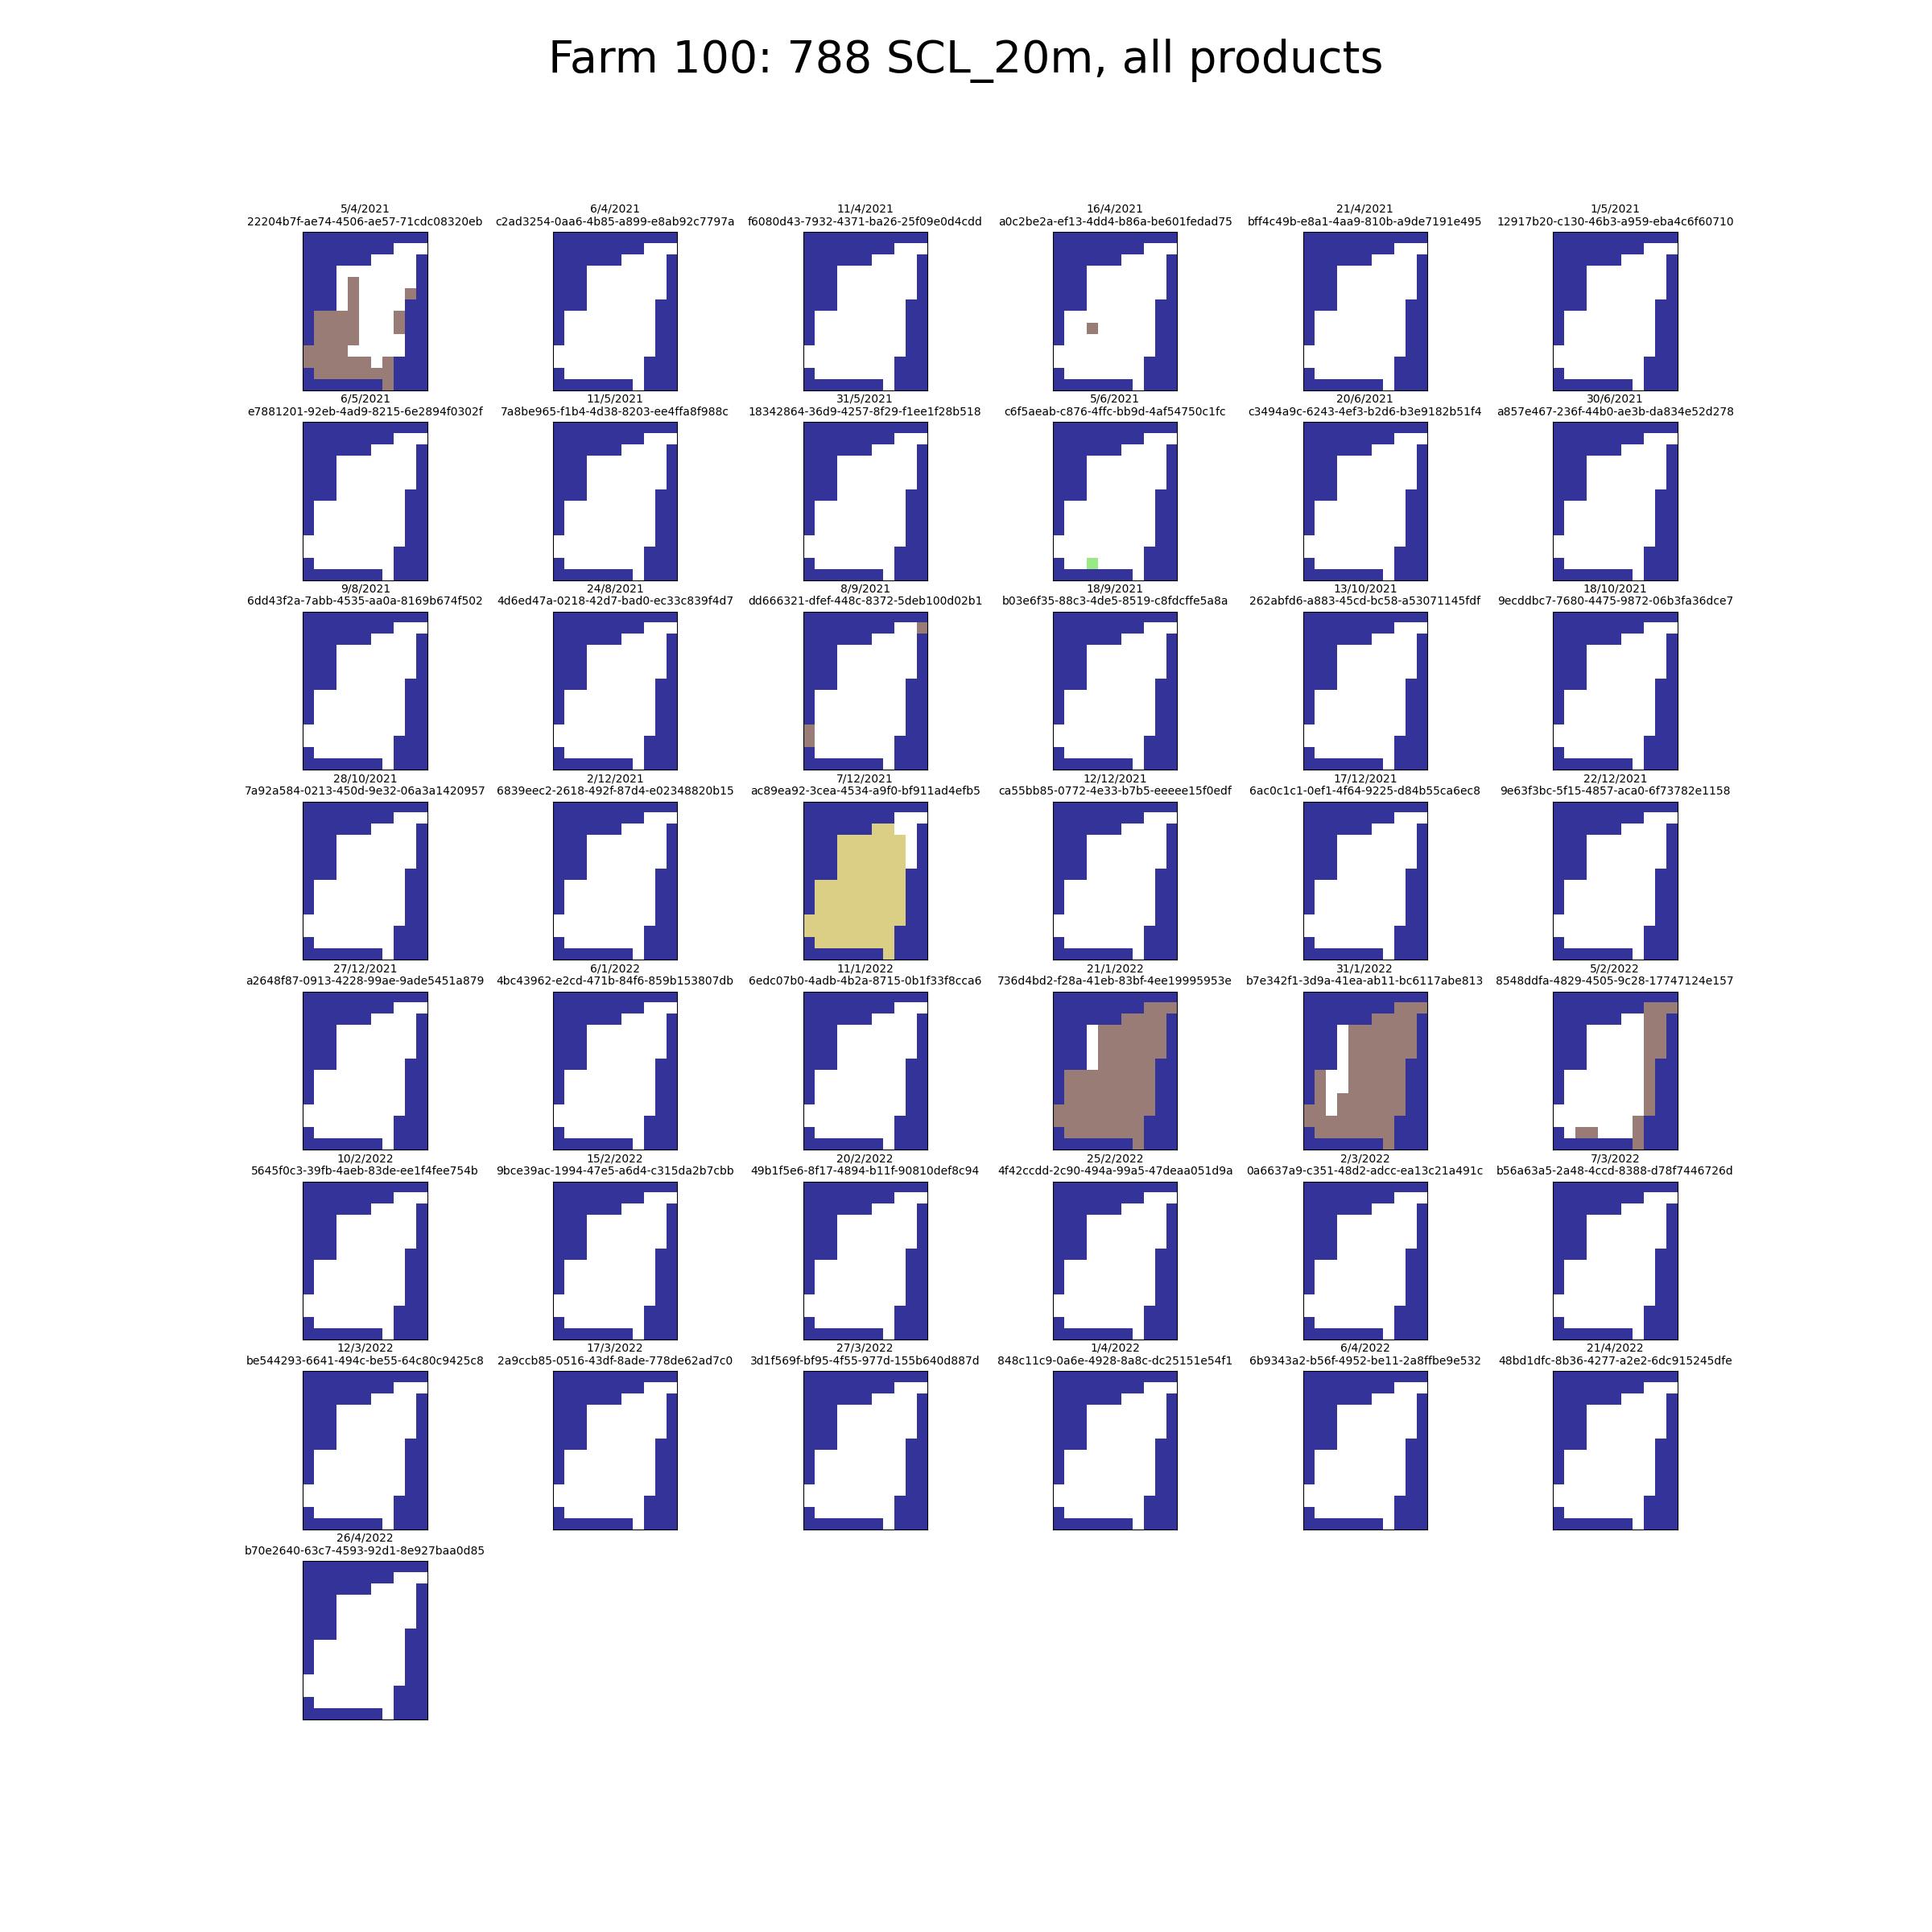 Farm 100: 788 SCL_20m, all products
5/4/2021
22204b7f-ae74-4506-ae57-71cdc08320eb
6/4/2021
c2ad3254-0aa6-4b85-a899-e8ab92c7797a
11/4/2021
f6080d43-7932-4371-ba26-25f09e0d4cdd
16/4/2021
a0c2be2a-ef13-4dd4-b86a-be601fedad75
21/4/2021
bff4c49b-e8a1-4aa9-810b-a9de7191e495
1/5/2021
12917b20-c130-46b3-a959-eba4c6f60710
6/5/2021
e7881201-92eb-4ad9-8215-6e2894f0302f
11/5/2021
7a8be965-f1b4-4d38-8203-ee4ffa8f988c
31/5/2021
18342864-36d9-4257-8f29-f1ee1f28b518
5/6/2021
c6f5aeab-c876-4ffc-bb9d-4af54750c1fc
20/6/2021
c3494a9c-6243-4ef3-b2d6-b3e9182b51f4
30/6/2021
a857e467-236f-44b0-ae3b-da834e52d278
9/8/2021
6dd43f2a-7abb-4535-aa0a-8169b674f502
24/8/2021
4d6ed47a-0218-42d7-bad0-ec33c839f4d7
8/9/2021
dd666321-dfef-448c-8372-5deb100d02b1
18/9/2021
b03e6f35-88c3-4de5-8519-c8fdcffe5a8a
13/10/2021
262abfd6-a883-45cd-bc58-a53071145fdf
18/10/2021
9ecddbc7-7680-4475-9872-06b3fa36dce7
28/10/2021
7a92a584-0213-450d-9e32-06a3a1420957
2/12/2021
6839eec2-2618-492f-87d4-e02348820b15
7/12/2021
ac89ea92-3cea-4534-a9f0-bf911ad4efb5
12/12/2021
ca55bb85-0772-4e33-b7b5-eeeee15f0edf
17/12/2021
6ac0c1c1-0ef1-4f64-9225-d84b55ca6ec8
22/12/2021
9e63f3bc-5f15-4857-aca0-6f73782e1158
27/12/2021
a2648f87-0913-4228-99ae-9ade5451a879
6/1/2022
4bc43962-e2cd-471b-84f6-859b153807db
11/1/2022
6edc07b0-4adb-4b2a-8715-0b1f33f8cca6
21/1/2022
736d4bd2-f28a-41eb-83bf-4ee19995953e
31/1/2022
b7e342f1-3d9a-41ea-ab11-bc6117abe813
5/2/2022
8548ddfa-4829-4505-9c28-17747124e157
10/2/2022
5645f0c3-39fb-4aeb-83de-ee1f4fee754b
15/2/2022
9bce39ac-1994-47e5-a6d4-c315da2b7cbb
20/2/2022
49b1f5e6-8f17-4894-b11f-90810def8c94
25/2/2022
4f42ccdd-2c90-494a-99a5-47deaa051d9a
2/3/2022
0a6637a9-c351-48d2-adcc-ea13c21a491c
7/3/2022
b56a63a5-2a48-4ccd-8388-d78f7446726d
12/3/2022
be544293-6641-494c-be55-64c80c9425c8
17/3/2022
2a9ccb85-0516-43df-8ade-778de62ad7c0
27/3/2022
3d1f569f-bf95-4f55-977d-155b640d887d
1/4/2022
848c11c9-0a6e-4928-8a8c-dc25151e54f1
6/4/2022
6b9343a2-b56f-4952-be11-2a8ffbe9e532
21/4/2022
48bd1dfc-8b36-4277-a2e2-6dc915245dfe
26/4/2022
b70e2640-63c7-4593-92d1-8e927baa0d85